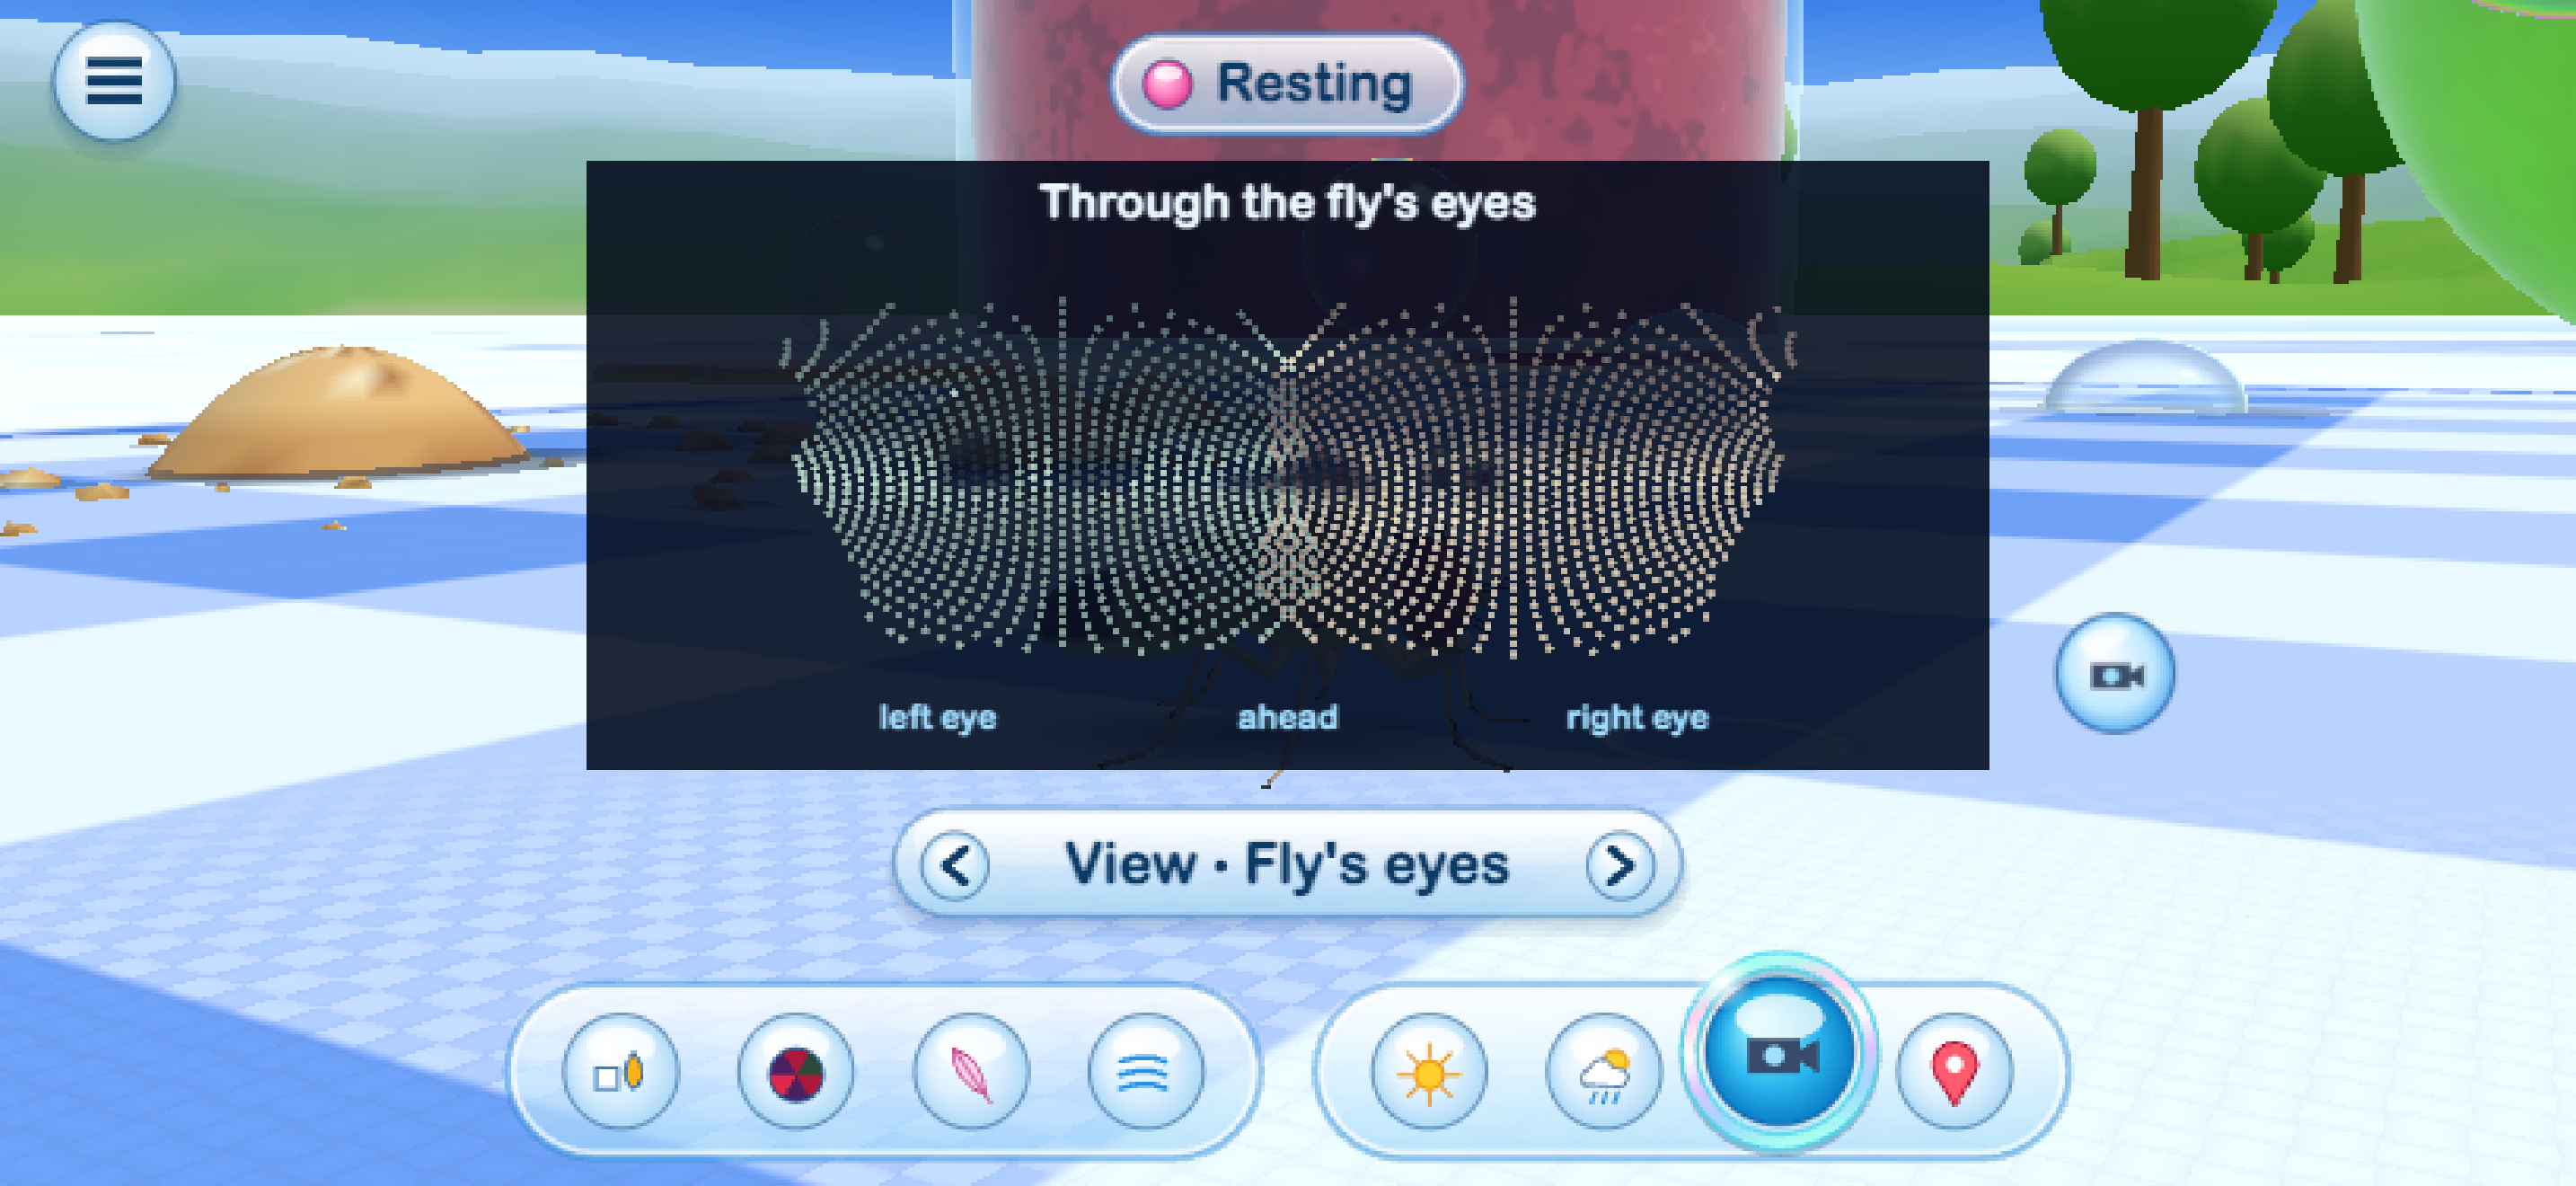 Resting
Through the fly's eyes
left eye
ahead
right eye
View · Fly's eyes